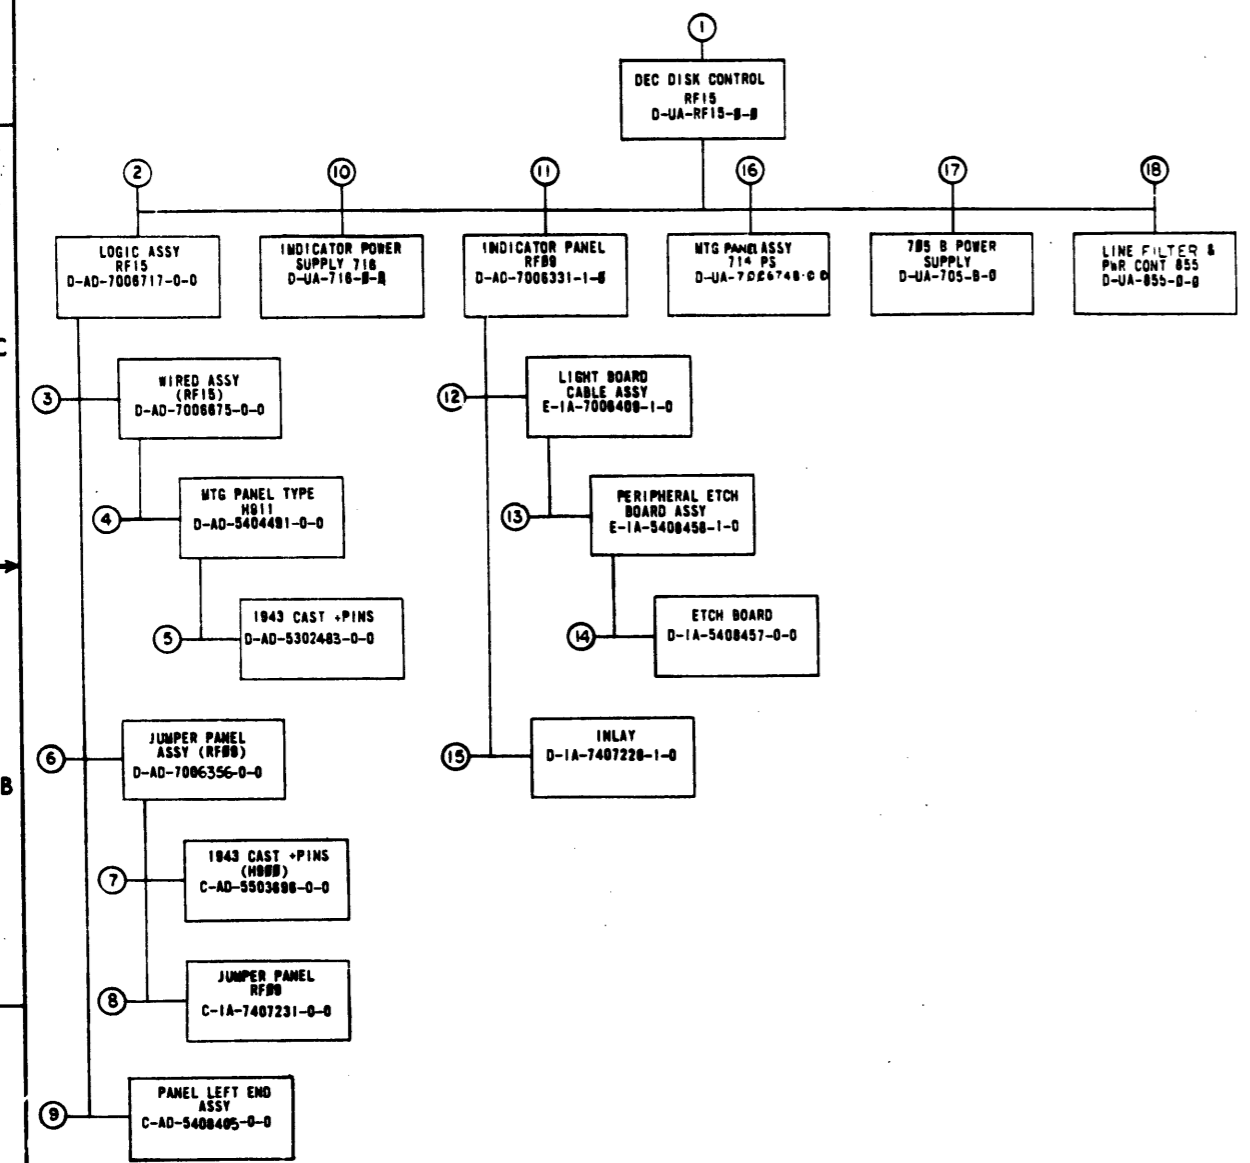 1
DEC DISK CONTROL
RF15
D-UA-RF15-0-0
2
10
11
16
17
18
LOGIC ASSY
RF15
D-AD-7006717-0-0
INDICATOR POWER
SUPPLY 716
D-UA-716-0-0
INDICATOR PANEL
RF09
D-AD-7006331-1-0
MTG PANEL ASSY
714 PS
D-UA-7006748-0-0
705 B POWER
SUPPLY
D-UA-705-B-0
LINE FILTER &
PWR CONT 855
D-UA-855-0-0
C
3
WIRED ASSY
(RF15)
D-AD-7006675-0-0
12
LIGHT BOARD
CABLE ASSY
E-IA-7006409-1-0
4
MTG PANEL TYPE
H911
D-AD-5404491-0-0
13
PERIPHERAL ETCH
BOARD ASSY
E-IA-5408458-1-0
5
1943 CAST +PINS
D-AD-5302483-0-0
14
ETCH BOARD
D-IA-5408457-0-0
6
JUMPER PANEL
ASSY (RF09)
D-AD-7006356-0-0
15
INLAY
D-IA-7407228-1-0
B
7
1943 CAST +PINS
(H900)
C-AD-5503696-0-0
8
JUMPER PANEL
RF09
C-IA-7407231-0-0
9
PANEL LEFT END
ASSY
C-AD-5408405-0-0